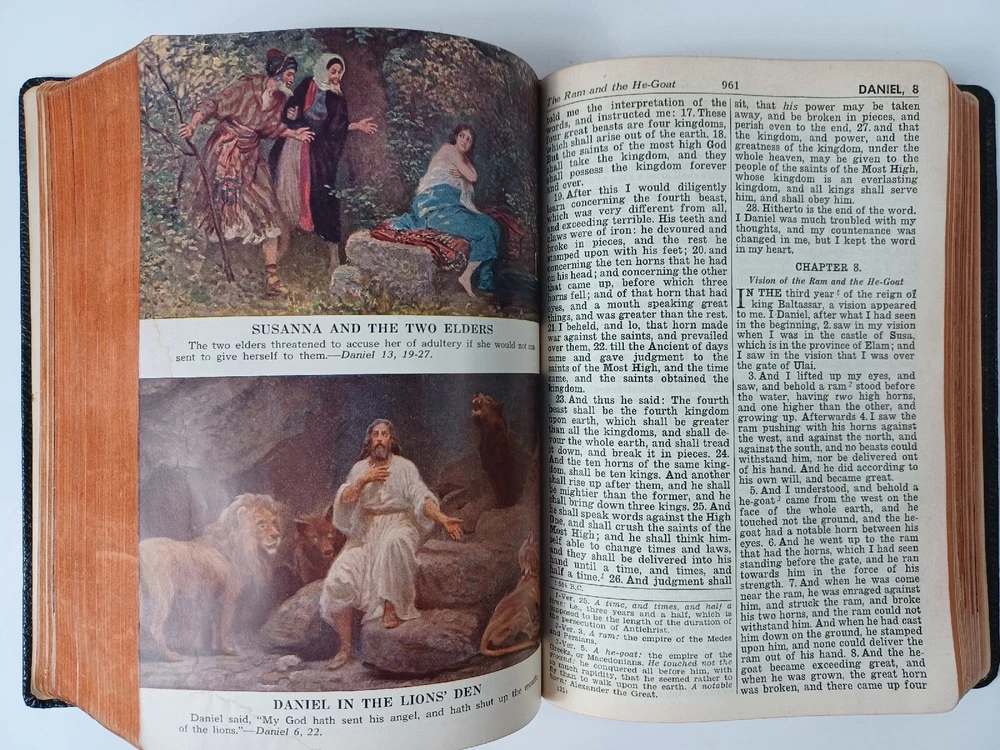 SUSANNA AND THE TWO ELDERS
The two elders threatened to accuse her of adultery if she would not con-
sent to give herself to them.—Daniel 13, 19-27.
DANIEL IN THE LIONS' DEN
Daniel said, "My God hath sent his angel, and hath shut up the mouths
of the lions."—Daniel 6, 22.
The Ram and the He-Goat 961 DANIEL, 8
told me the interpretation of the
words, and instructed me: 17. These
four great beasts are four kingdoms,
which shall arise out of the earth. 18.
But the saints of the most high God
shall take the kingdom, and they
shall possess the kingdom forever
and ever.
19. After this I would diligently
learn concerning the fourth beast,
which was very different from all,
and exceeding terrible. His teeth and
claws were of iron: he devoured and
broke in pieces, and the rest he
stamped upon with his feet; 20. and
concerning the ten horns that he had
on his head; and concerning the other
that came up, before which three
horns fell; and of that horn that had
eyes, and a mouth speaking great
things, and was greater than the rest.
21. I beheld, and lo, that horn made
war against the saints, and prevailed
over them, 22. till the Ancient of days
came and gave judgment to the
saints of the Most High, and the time
came, and the saints obtained the
kingdom.
23. And thus he said: The fourth
beast shall be the fourth kingdom
upon earth, which shall be greater
than all the kingdoms, and shall de-
vour the whole earth, and shall tread
it down, and break it in pieces. 24.
And the ten horns of the same king-
dom, shall be ten kings. And another
shall rise up after them, and he shall
be mightier than the former, and he
shall bring down three kings. 25. And
he shall speak words against the High
One, and shall crush the saints of the
Most High; and he shall think him-
self able to change times and laws,
and they shall be delivered into his
hand until a time, and times, and
half a time.¹ 26. And judgment shall
B.C.
1-Ver. 25. A time, and times, and half a
time: i.e., three years and a half, which is
supposed to be the length of the duration of
the persecution of Antichrist.
2-Ver. 3. A ram: the empire of the Medes
and Persians.
3-Ver. 5. A he-goat: the empire of the
Greeks, or Macedonians. He touched not the
ground: he conquered all before him, with
so much rapidity, that he seemed rather to
fly than to walk upon the earth. A notable
horn: Alexander the Great.
sit, that his power may be taken
away, and be broken in pieces, and
perish even to the end, 27. and that
the kingdom, and power, and the
greatness of the kingdom, under the
whole heaven, may be given to the
people of the saints of the Most High,
whose kingdom is an everlasting
kingdom, and all kings shall serve
him, and shall obey him.
28. Hitherto is the end of the word.
I Daniel was much troubled with my
thoughts, and my countenance was
changed in me, but I kept the word
in my heart.
CHAPTER 8.
Vision of the Ram and the He-Goat
IN THE third year ¹ of the reign of
king Baltassar, a vision appeared
to me. I Daniel, after what I had seen
in the beginning, 2. saw in my vision
when I was in the castle of Susa,
which is in the province of Elam; and
I saw in the vision that I was over
the gate of Ulai.
3. And I lifted up my eyes, and
saw, and behold a ram ² stood before
the water, having two high horns,
and one higher than the other, and
growing up. Afterwards 4. I saw the
ram pushing with his horns against
the west, and against the north, and
against the south, and no beasts could
withstand him, nor be delivered out
of his hand. And he did according to
his own will, and became great.
5. And I understood, and behold a
he-goat ³ came from the west on the
face of the whole earth, and he
touched not the ground, and the he-
goat had a notable horn between his
eyes. 6. And he went up to the ram
that had the horns, which I had seen
standing before the gate, and he ran
towards him in the force of his
strength. 7. And when he was come
near the ram, he was enraged against
him, and struck the ram, and broke
his two horns, and the ram could not
withstand him. And when he had cast
him down on the ground, he stamped
upon him, and none could deliver the
ram out of his hand. 8. And the he-
goat became exceeding great, and
when he was grown, the great horn
was broken, and there came up four